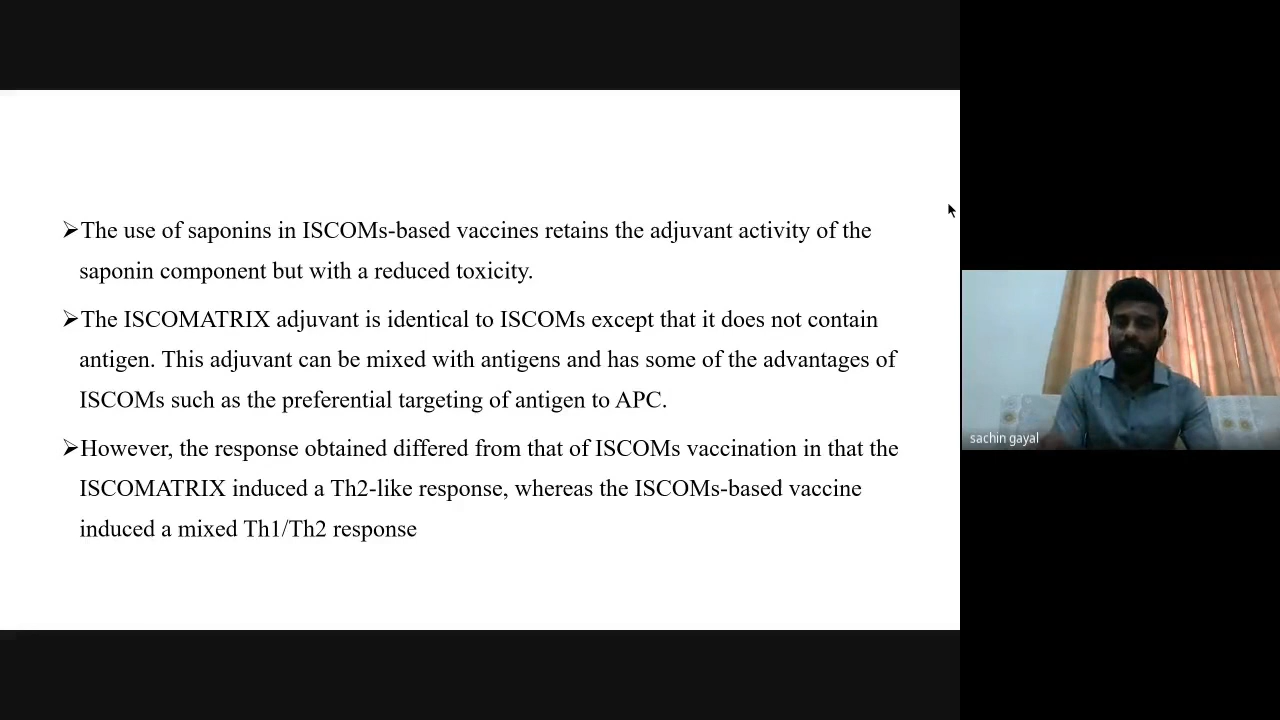 ➢The use of saponins in ISCOMs-based vaccines retains the adjuvant activity of the
saponin component but with a reduced toxicity.
➢The ISCOMATRIX adjuvant is identical to ISCOMs except that it does not contain
antigen. This adjuvant can be mixed with antigens and has some of the advantages of
ISCOMs such as the preferential targeting of antigen to APC.
➢However, the response obtained differed from that of ISCOMs vaccination in that the
ISCOMATRIX induced a Th2-like response, whereas the ISCOMs-based vaccine
induced a mixed Th1/Th2 response
sachin gayal